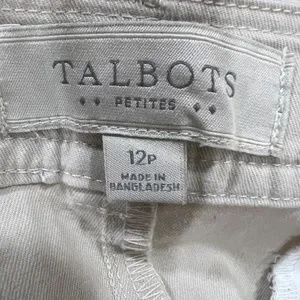 TALBOTS
PETITES
12P
MADE IN
BANGLADESH